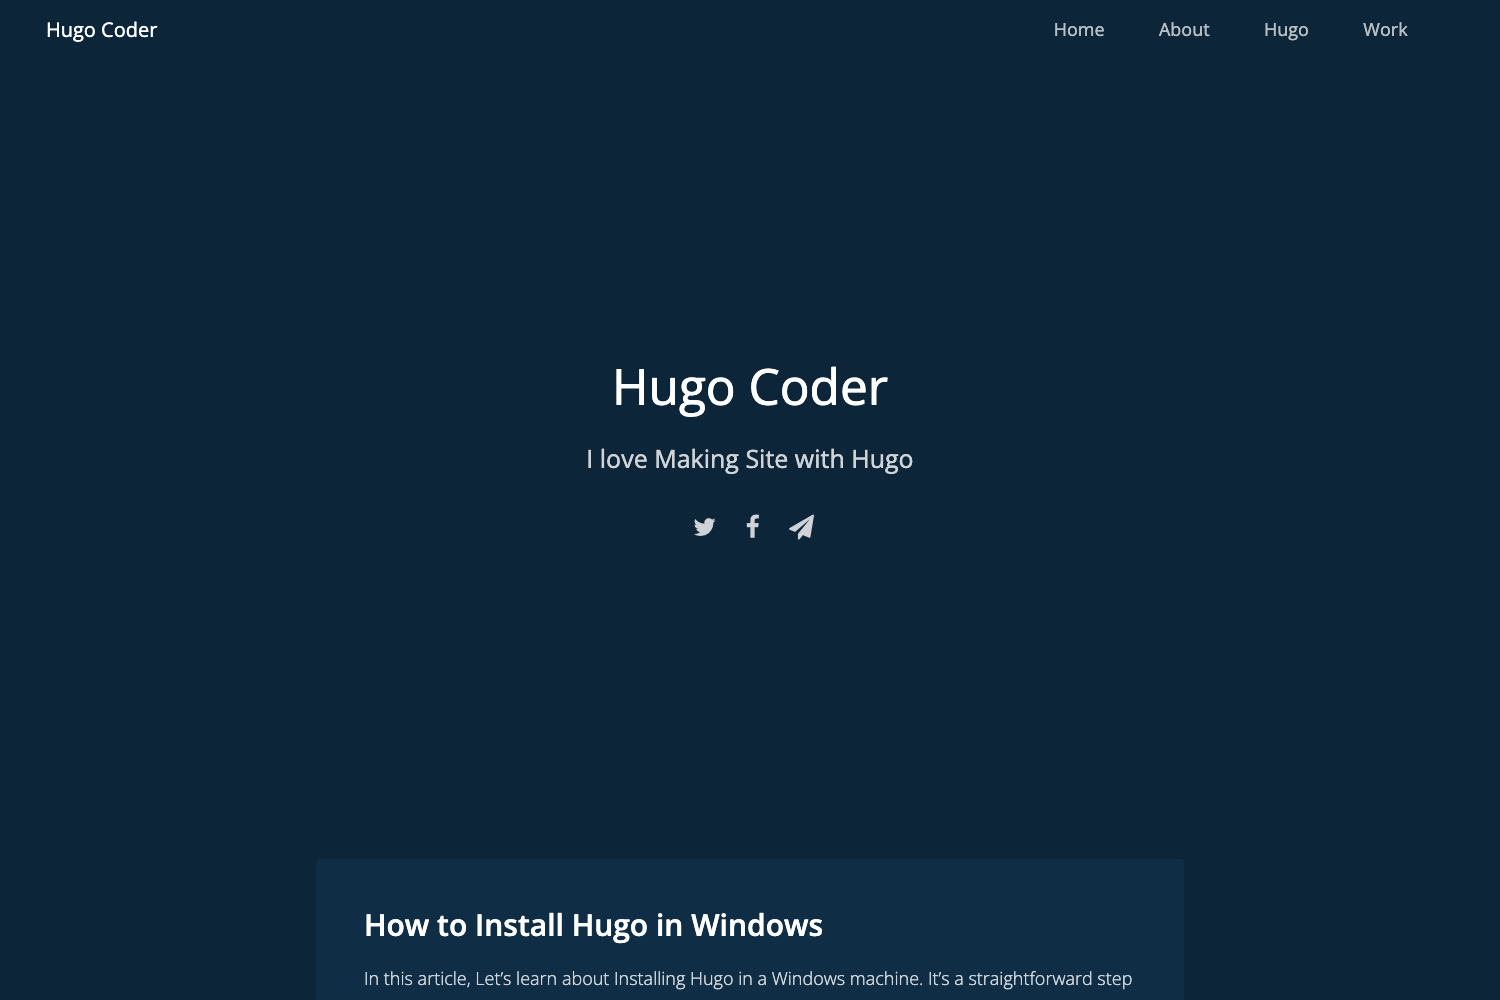 Hugo Coder
Home About Hugo Work
Hugo Coder
I love Making Site with Hugo
How to Install Hugo in Windows
In this article, Let’s learn about Installing Hugo in a Windows machine. It’s a straightforward step